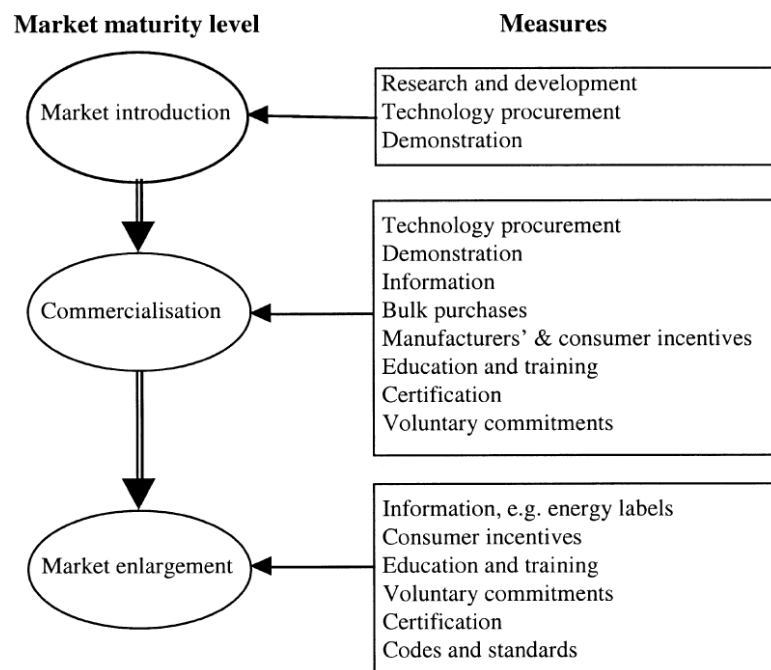 Market maturity level
Measures
Market introduction
Research and development
Technology procurement
Demonstration
Commercialisation
Technology procurement
Demonstration
Information
Bulk purchases
Manufacturers' & consumer incentives
Education and training
Certification
Voluntary commitments
Market enlargement
Information, e.g. energy labels
Consumer incentives
Education and training
Voluntary commitments
Certification
Codes and standards